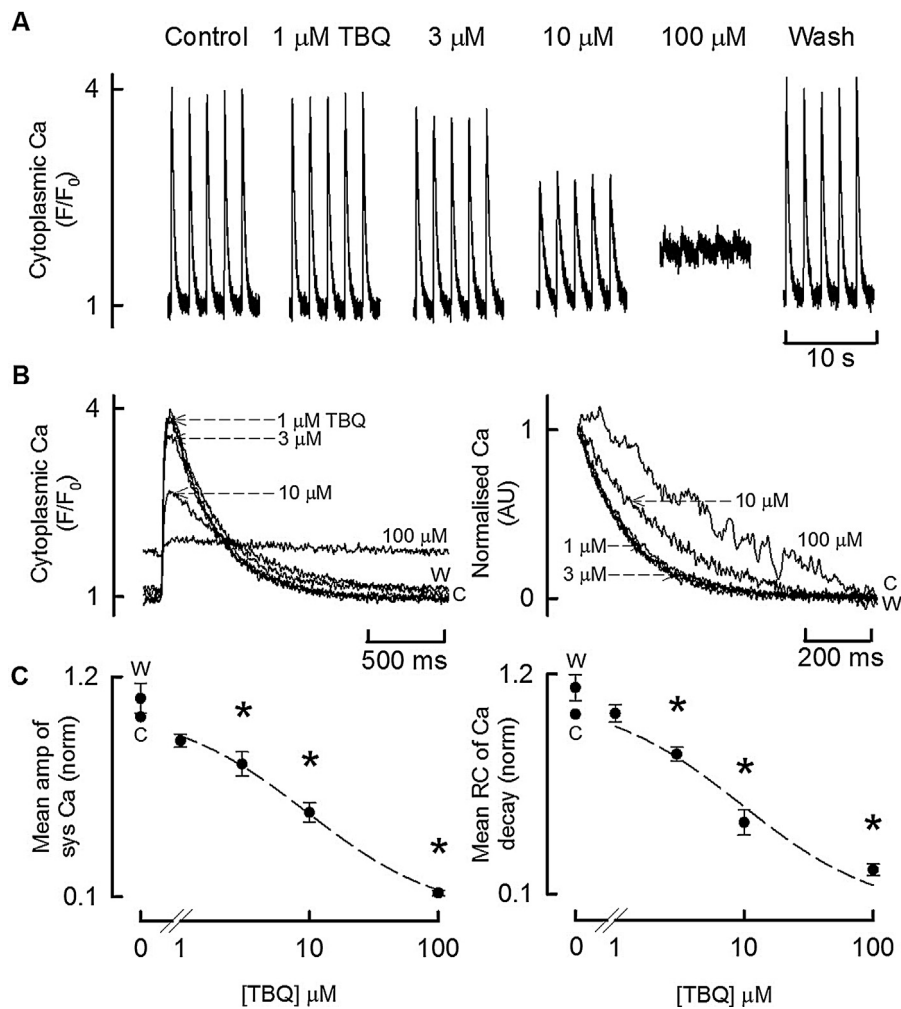 A
Control 1 μM TBQ 3 μM 10 μM 100 μM Wash
Cytoplasmic Ca
(F/F0)
4
1
10 s
B
Cytoplasmic Ca
(F/F0)
4
1
1 μM TBQ
3 μM
10 μM
100 μM
W
C
500 ms
Normalised Ca
(AU)
1
0
10 μM
100 μM
1 μM
3 μM
C
W
200 ms
C
Mean amp of
sys Ca (norm)
1.2
0.1
W
C
*
*
*
0 1 10 100
[TBQ] μM
Mean RC of Ca
decay (norm)
1.2
0.1
W
C
*
*
*
0 1 10 100
[TBQ] μM